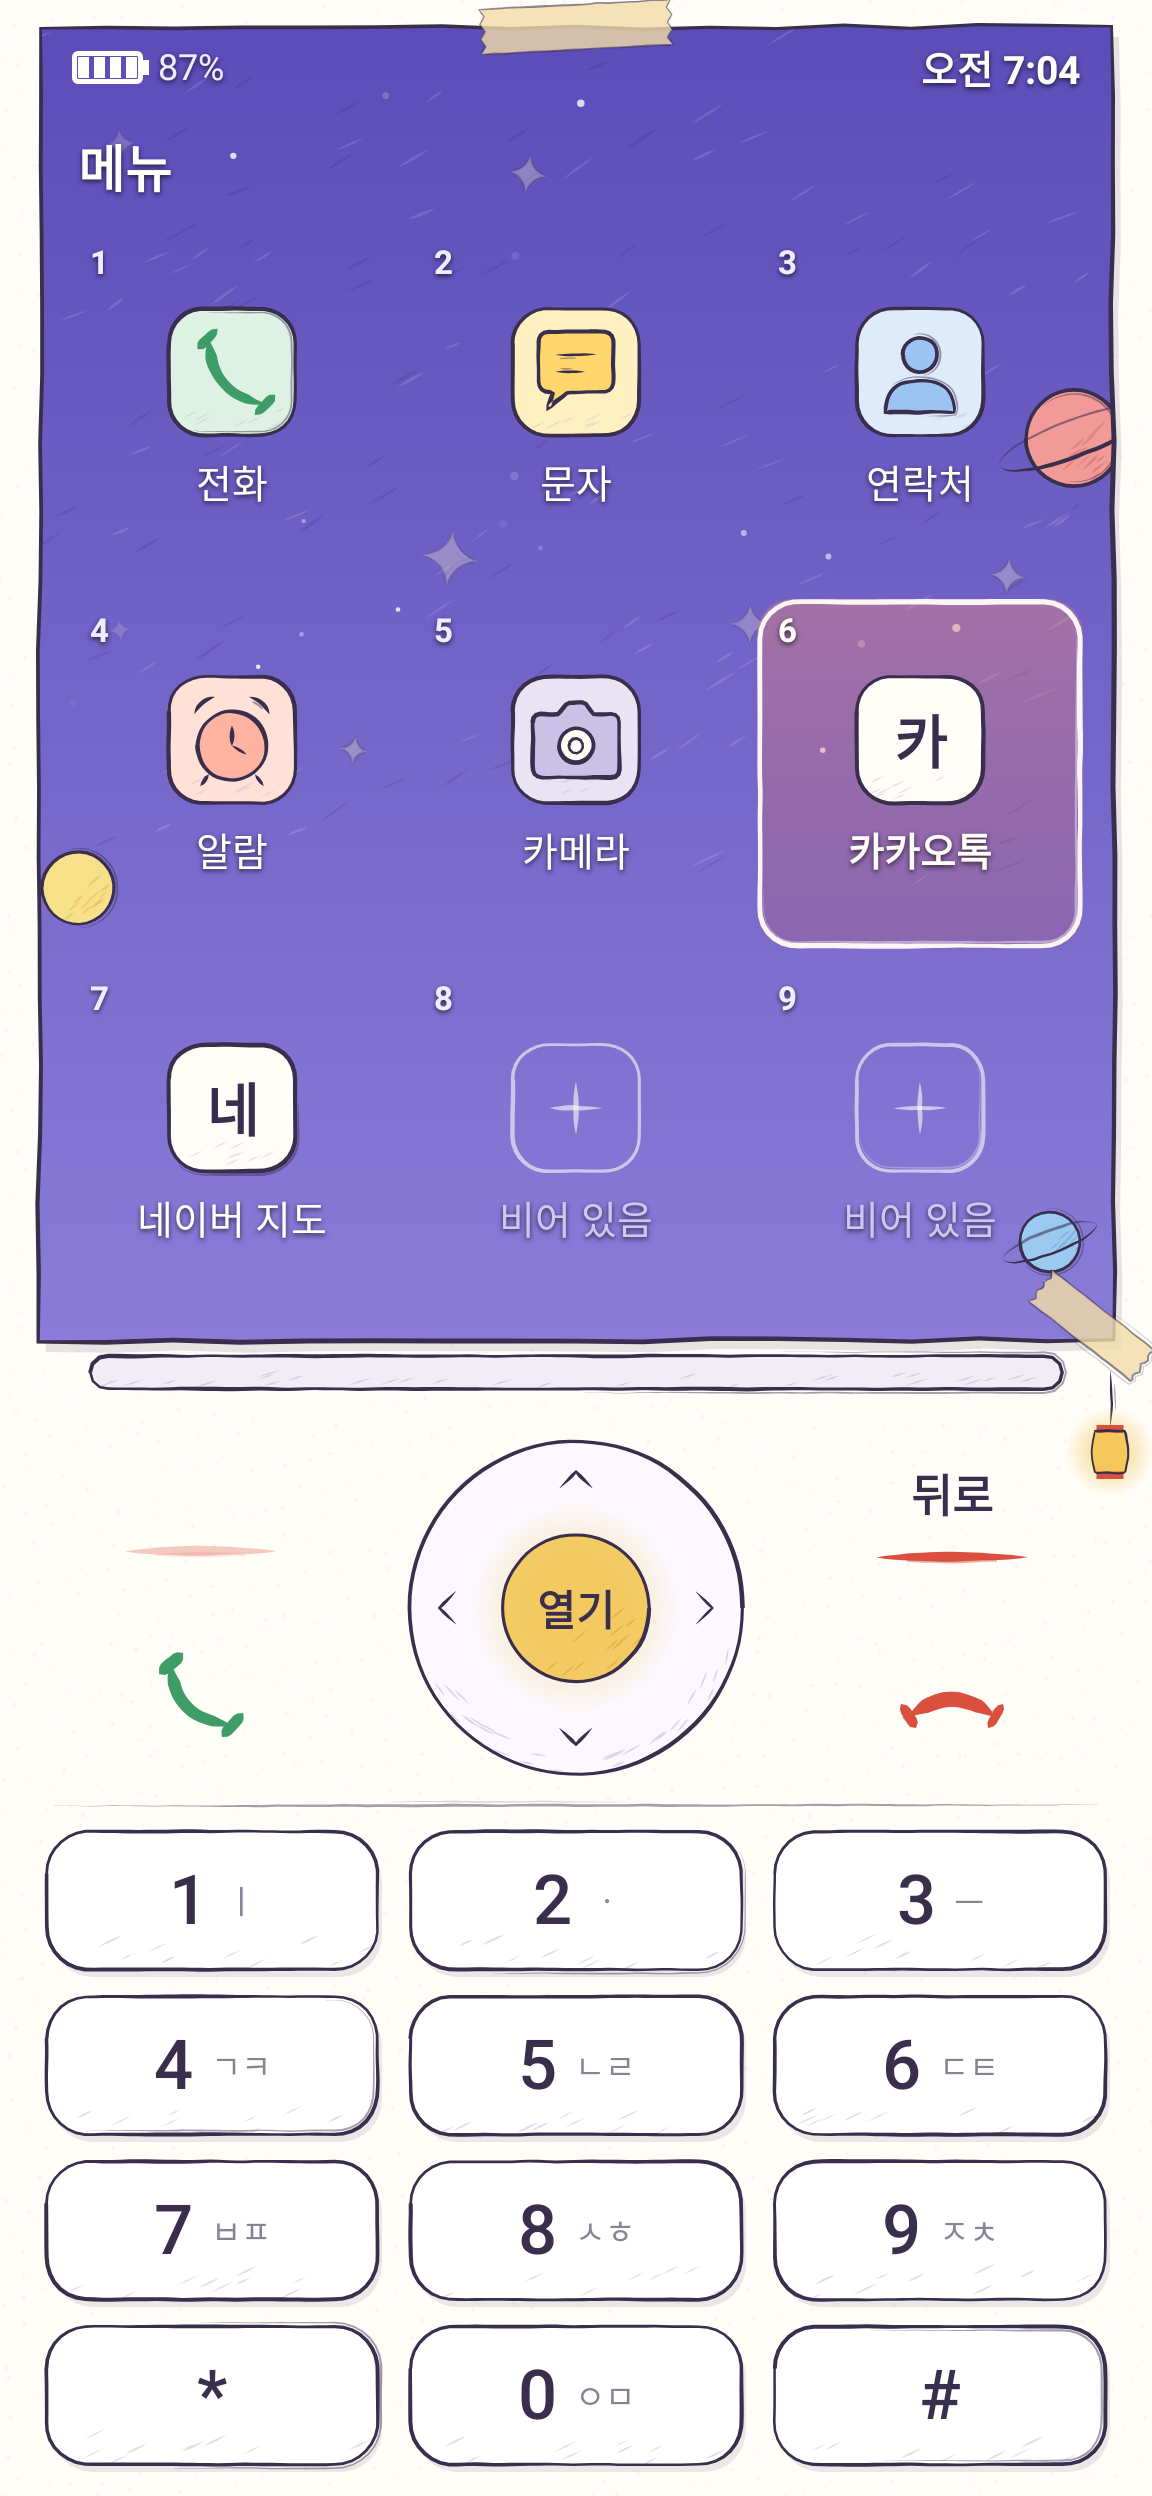 87%
오전 7:04
메뉴
1 2 3
전화 문자 연락처
4 5 6
카
알람 카메라 카카오톡
7 8 9
네
네이버 지도 비어 있음 비어 있음
뒤로
열기
1 ㅣ 2 · 3 ㅡ
4 ㄱㅋ 5 ㄴㄹ 6 ㄷㅌ
7 ㅂㅍ 8 ㅅㅎ 9 ㅈㅊ
* 0 ㅇㅁ #